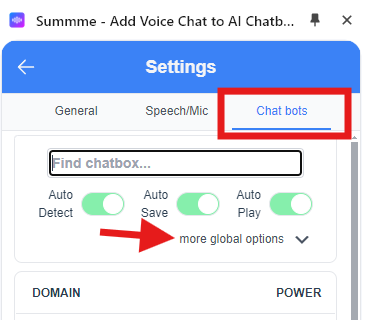 Summme - Add Voice Chat to AI Chatb...
Settings
General Speech/Mic Chat bots
Find chatbox...
Auto Detect Auto Save Auto Play
more global options
DOMAIN POWER